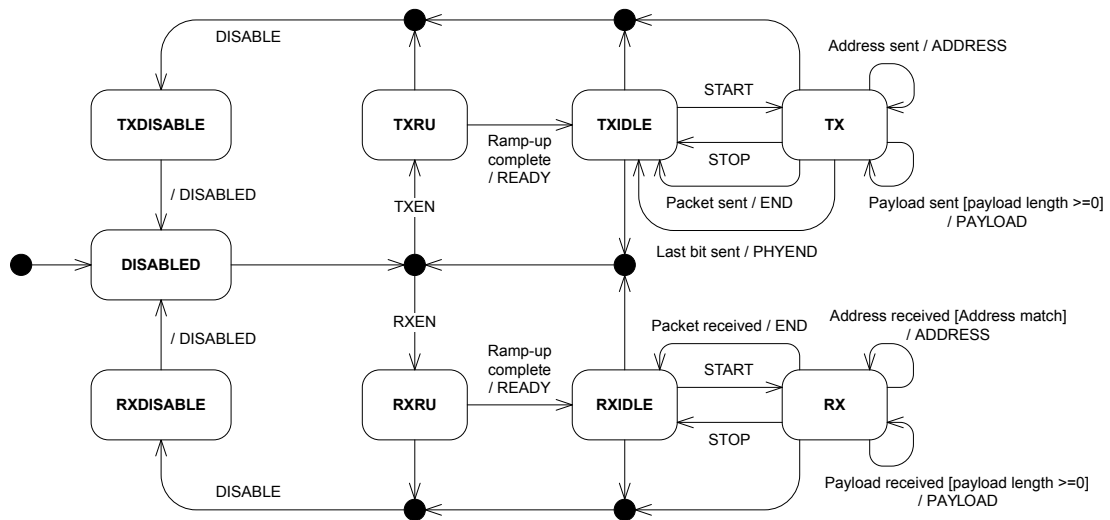 DISABLE
Address sent / ADDRESS
START
TXDISABLE
TXRU
TXIDLE
TX
Ramp-up
complete
/ READY
STOP
/ DISABLED
TXEN
Packet sent / END
Payload sent [payload length >=0]
/ PAYLOAD
Last bit sent / PHYEND
DISABLED
RXEN
Packet received / END
Address received [Address match]
/ ADDRESS
/ DISABLED
Ramp-up
complete
/ READY
START
RXDISABLE
RXRU
RXIDLE
RX
STOP
DISABLE
Payload received [payload length >=0]
/ PAYLOAD